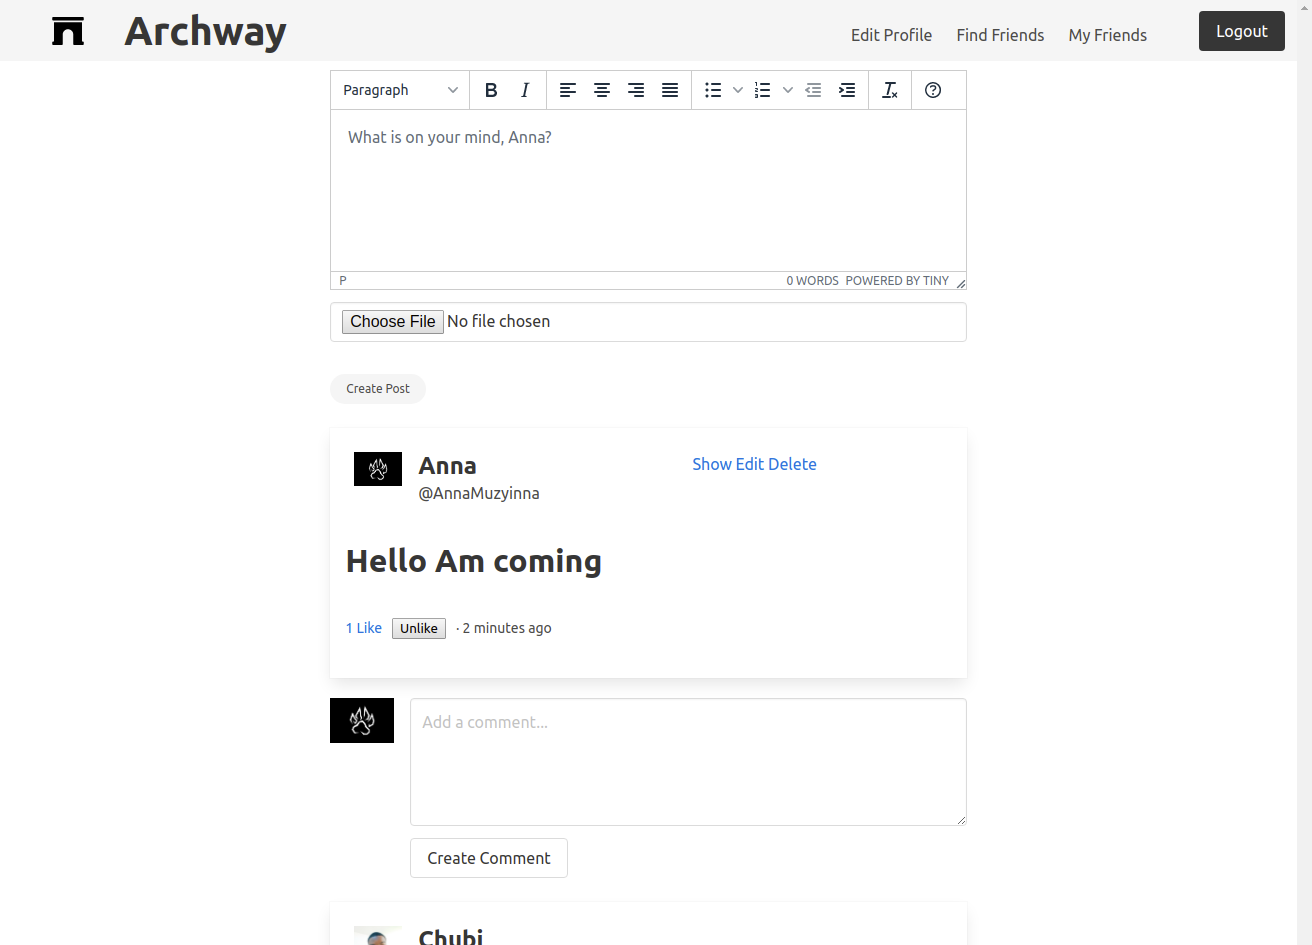 Archway
Edit Profile Find Friends My Friends Logout
Paragraph B I
What is on your mind, Anna?
P 0 WORDS POWERED BY TINY
Choose File No file chosen
Create Post
Anna Show Edit Delete
@AnnaMuzyinna
Hello Am coming
1 Like Unlike · 2 minutes ago
Add a comment...
Create Comment
Chubi